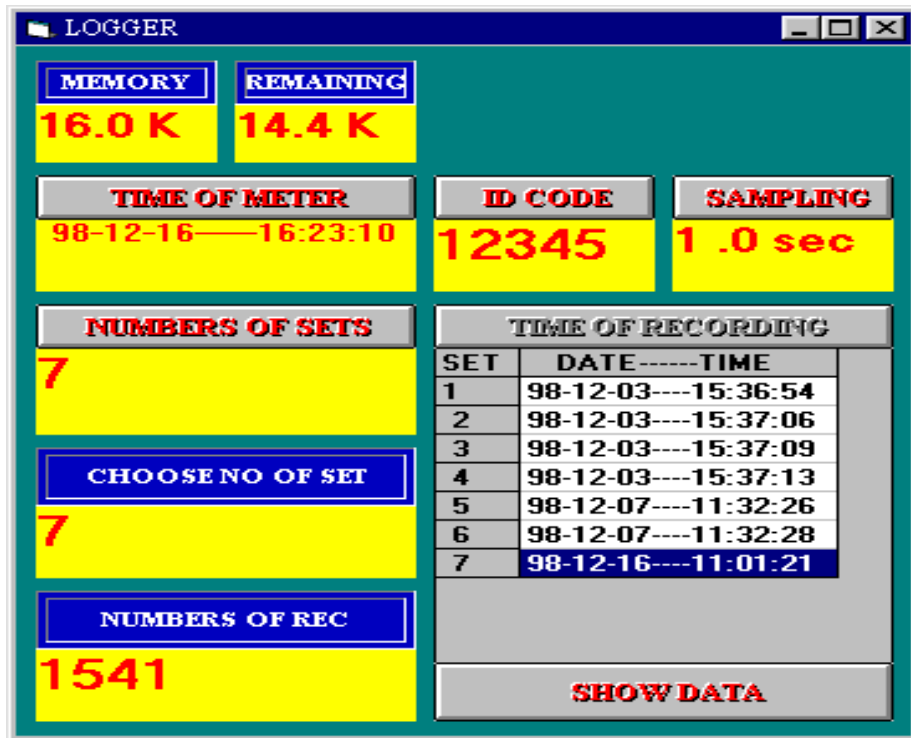 LOGGER
MEMORY REMAINING
16.0 K 14.4 K
TIME OF METER ID CODE SAMPLING
98-12-16——16:23:10 12345 1 .0 sec
NUMBERS OF SETS
7
CHOOSE NO OF SET
7
NUMBERS OF REC
1541
TIME OF RECORDING
SET DATE------TIME
1 98-12-03----15:36:54
2 98-12-03----15:37:06
3 98-12-03----15:37:09
4 98-12-03----15:37:13
5 98-12-07----11:32:26
6 98-12-07----11:32:28
7 98-12-16----11:01:21
SHOW DATA